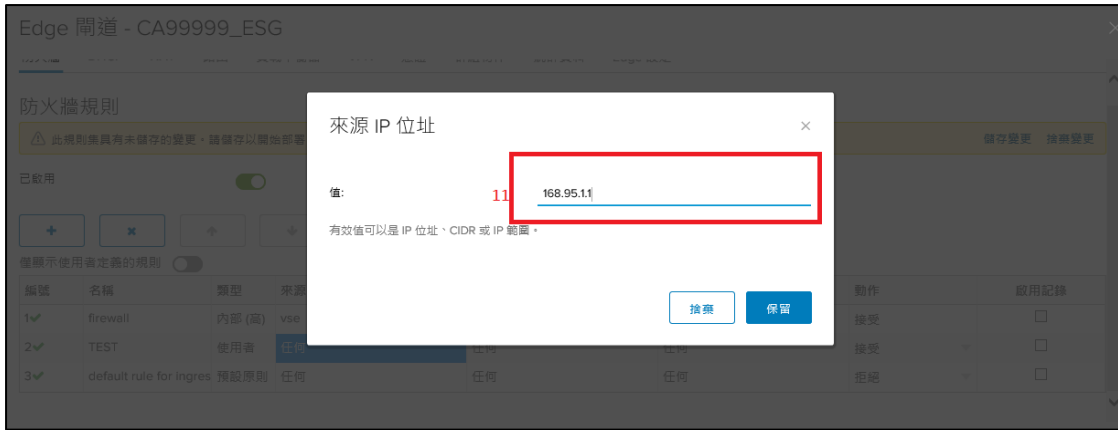 Edge 閘道 - CA99999_ESG
防火牆規則
此規則集具有未儲存的變更，請儲存以開始部署
儲存變更 捨棄變更
已啟用
僅顯示使用者定義的規則
編號 名稱 類型 來源 動作 啟用記錄
1 firewall 內部 (高) vse 接受
2 TEST 使用者 任何 任何 任何 接受
3 default rule for ingres 預設原則 任何 任何 任何 拒絕
來源 IP 位址
值:
11
168.95.1.1
有效值可以是 IP 位址、CIDR 或 IP 範圍。
捨棄 保留